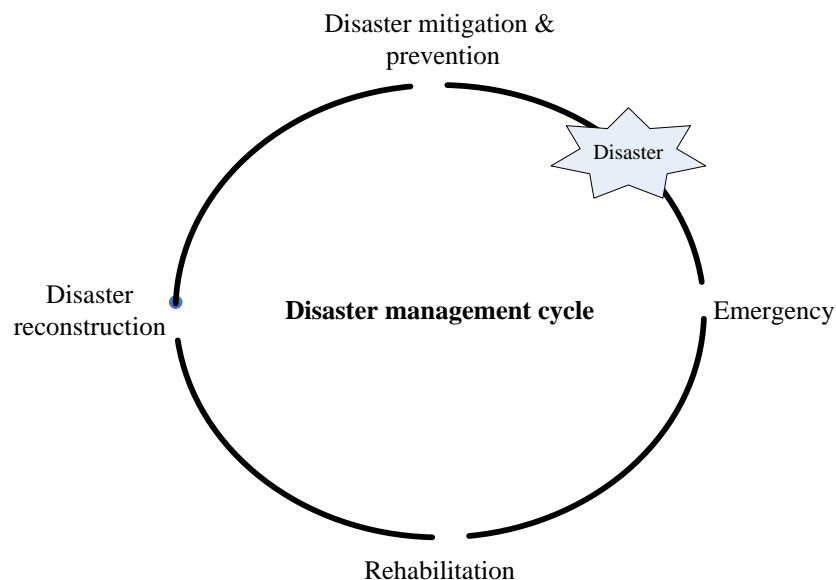 Disaster mitigation &
prevention
Disaster
Disaster
reconstruction
Disaster management cycle
Emergency
Rehabilitation